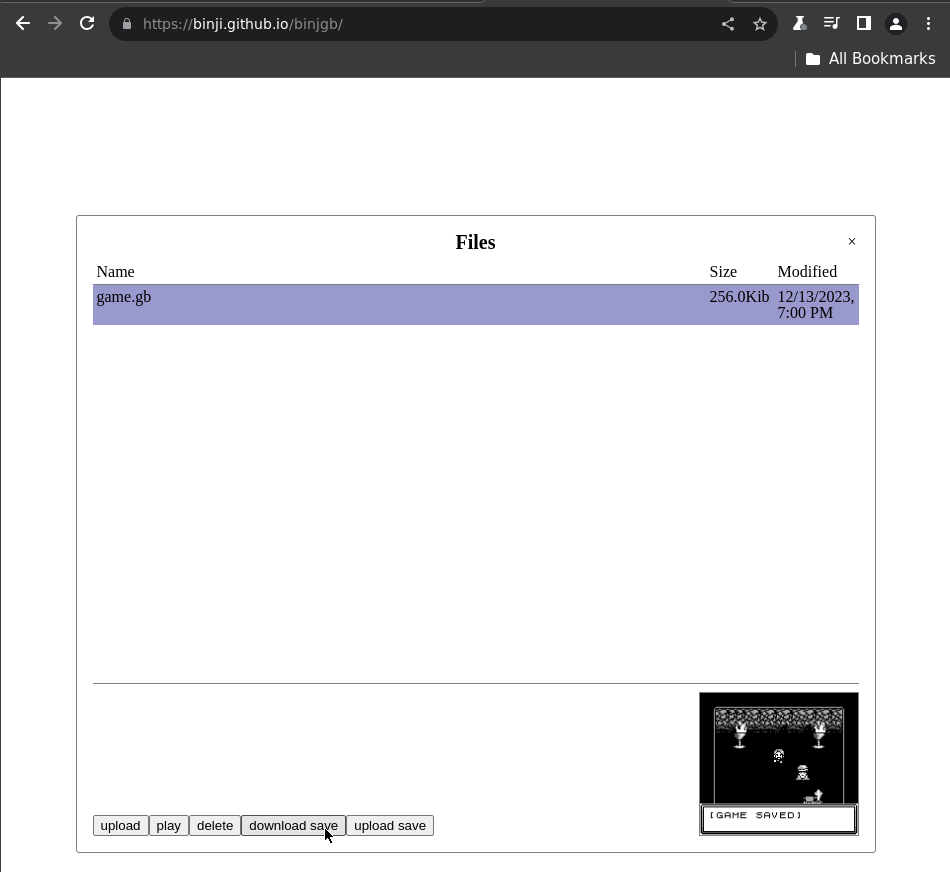 https://binji.github.io/binjgb/
All Bookmarks
Files
×
Name Size Modified
game.gb 256.0Kib 12/13/2023,
7:00 PM
[GAME SAVED]
upload play delete download save upload save